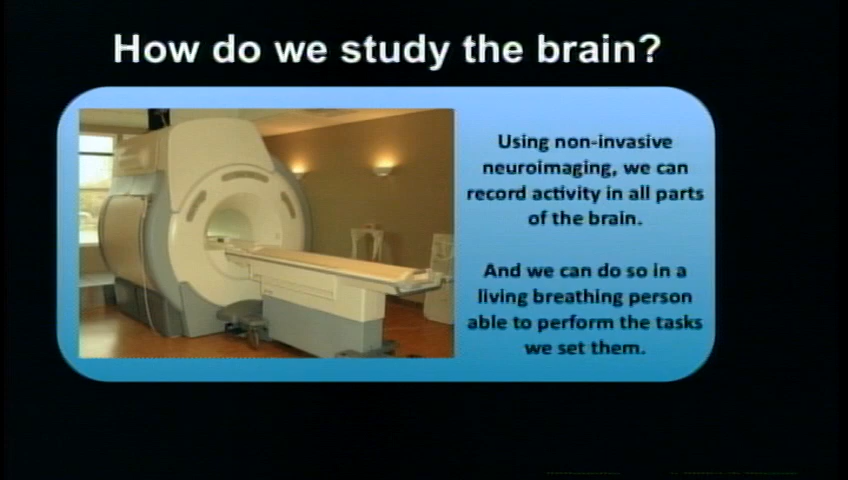 How do we study the brain?
Using non-invasive
neuroimaging, we can
record activity in all parts
of the brain.
And we can do so in a
living breathing person
able to perform the tasks
we set them.